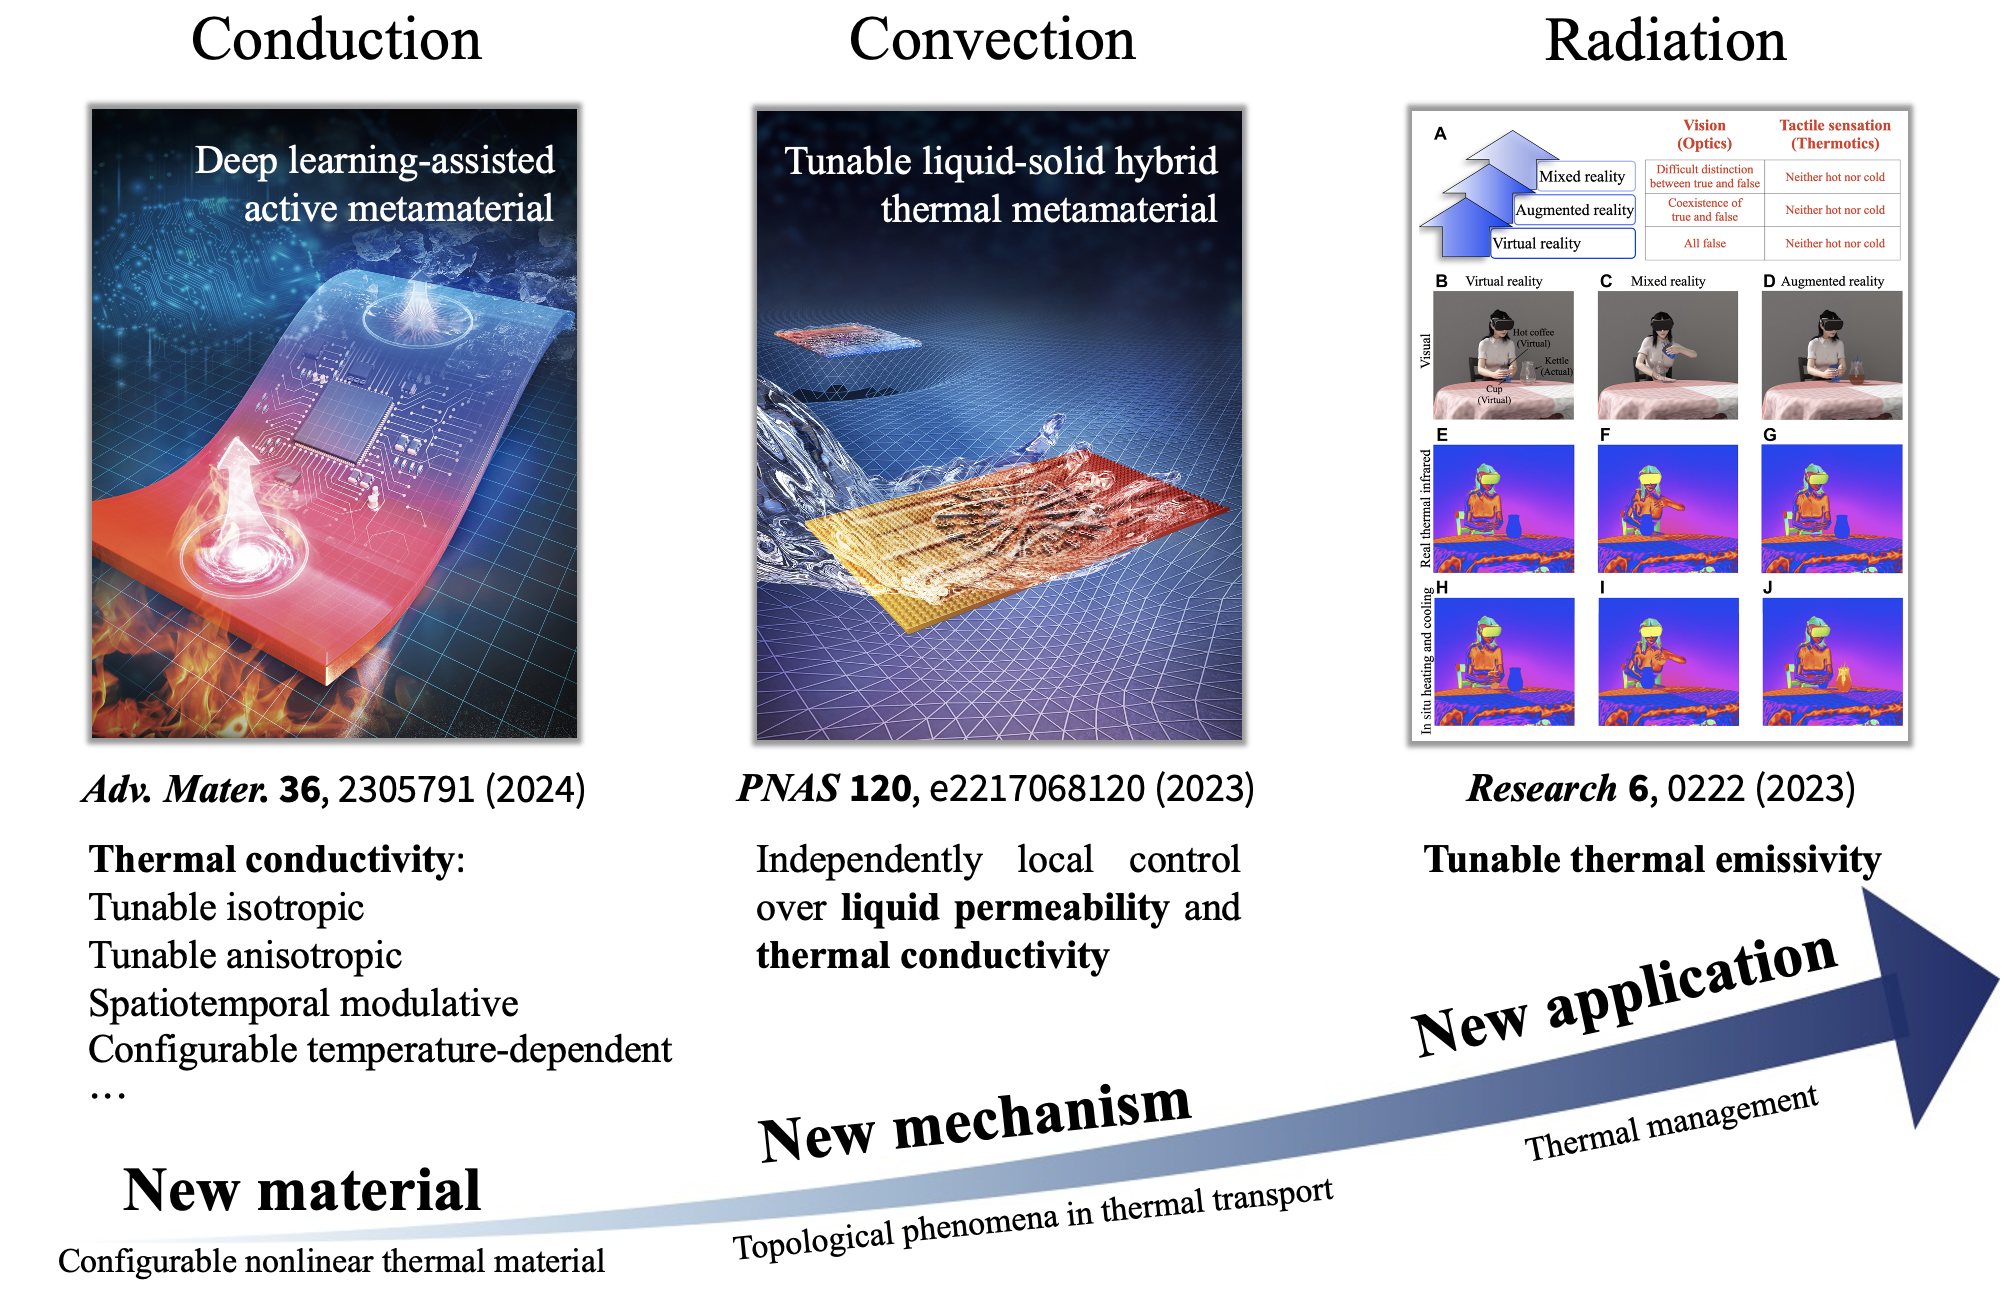 Conduction
Deep learning-assisted
active metamaterial
Adv. Mater. 36, 2305791 (2024)
Thermal conductivity:
Tunable isotropic
Tunable anisotropic
Spatiotemporal modulative
Configurable temperature-dependent
…
New material
Configurable nonlinear thermal material
Convection
Tunable liquid-solid hybrid
thermal metamaterial
PNAS 120, e2217068120 (2023)
Independently local control
over liquid permeability and
thermal conductivity
New mechanism
Topological phenomena in thermal transport
Radiation
A
Mixed reality
Augmented reality
Virtual reality
Vision
(Optics)
Tactile sensation
(Thermotics)
Difficult distinction
between true and false
Neither hot nor cold
Coexistence of
true and false
Neither hot nor cold
All false
Neither hot nor cold
B Virtual reality
C Mixed reality
D Augmented reality
Visual
Hot coffee
(Virtual)
Kettle
(Actual)
Cup
(Virtual)
E
F
G
Real thermal infrared
H
I
J
In situ heating and cooling
Research 6, 0222 (2023)
Tunable thermal emissivity
New application
Thermal management